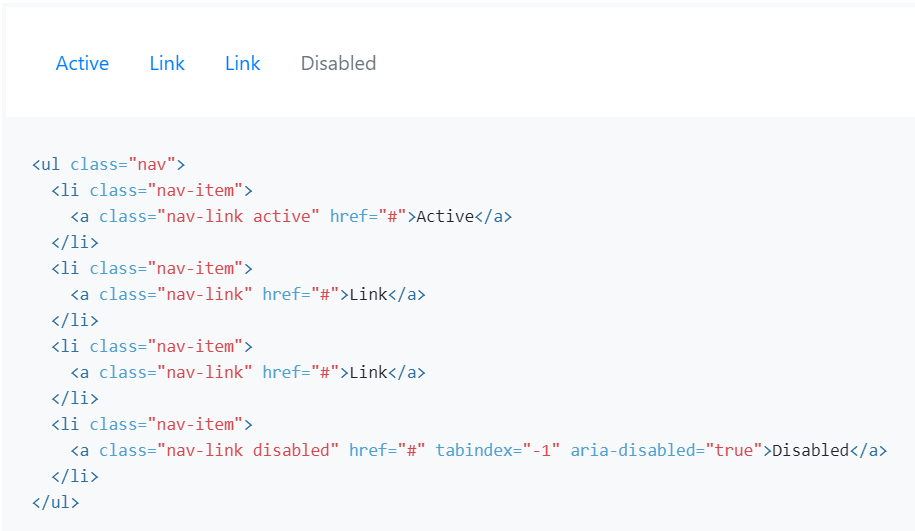 Active Link Link Disabled
<ul class="nav">
  <li class="nav-item">
    <a class="nav-link active" href="#">Active</a>
  </li>
  <li class="nav-item">
    <a class="nav-link" href="#">Link</a>
  </li>
  <li class="nav-item">
    <a class="nav-link" href="#">Link</a>
  </li>
  <li class="nav-item">
    <a class="nav-link disabled" href="#" tabindex="-1" aria-disabled="true">Disabled</a>
  </li>
</ul>